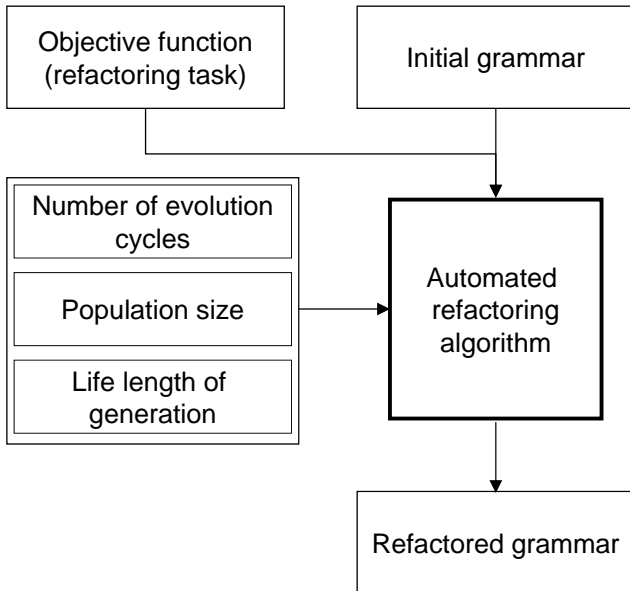 Objective function
(refactoring task)
Initial grammar
Number of evolution
cycles
Population size
Life length of
generation
Automated
refactoring
algorithm
Refactored grammar